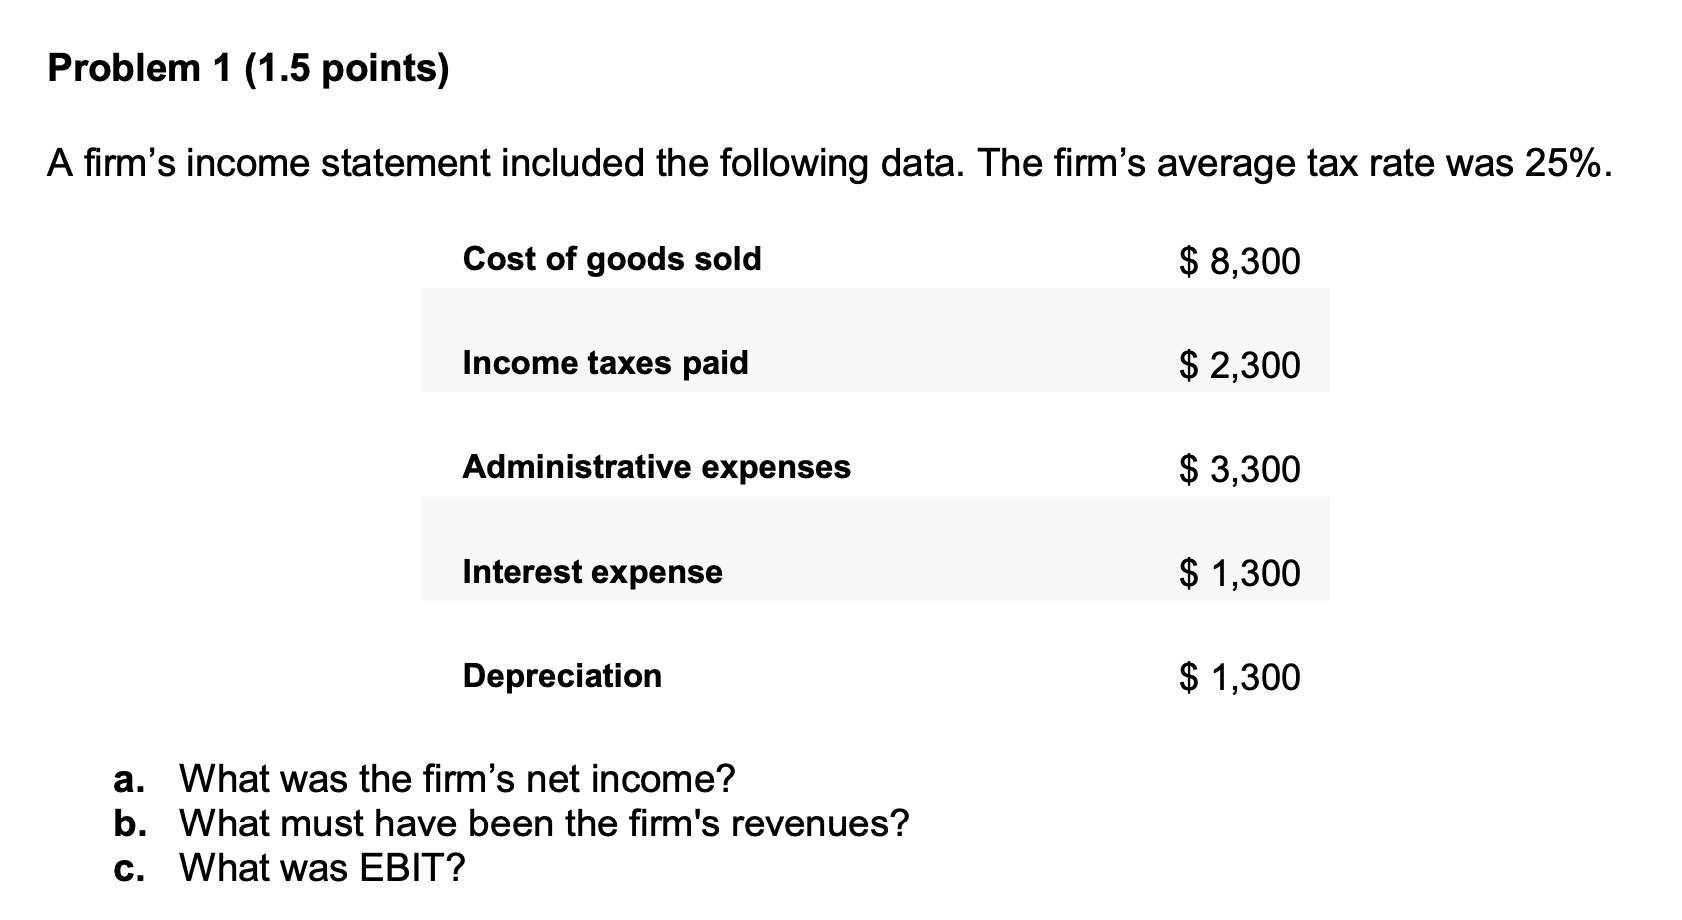 Problem 1 (1.5 points)
A firm’s income statement included the following data. The firm’s average tax rate was 25%.
Cost of goods sold $ 8,300
Income taxes paid $ 2,300
Administrative expenses $ 3,300
Interest expense $ 1,300
Depreciation $ 1,300
a. What was the firm’s net income?
b. What must have been the firm's revenues?
c. What was EBIT?